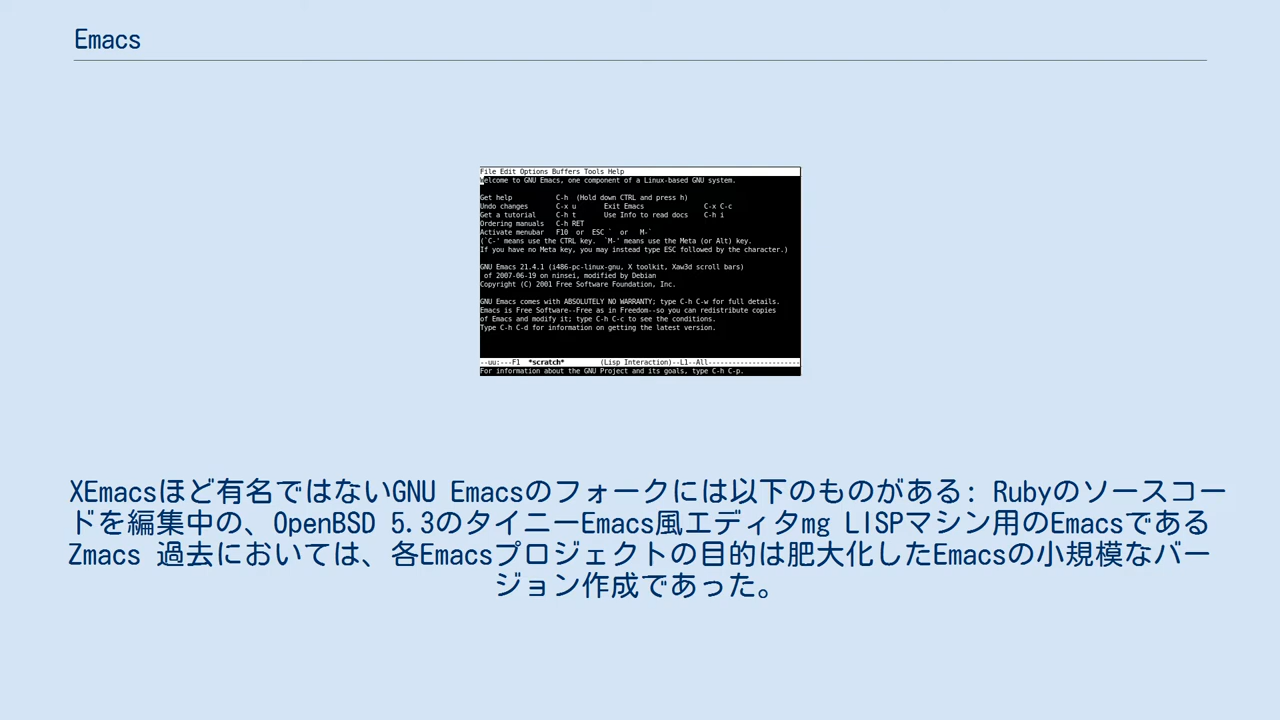 Emacs
File Edit Options Buffers Tools Help
Welcome to GNU Emacs, one component of a Linux-based GNU system.
Get help C-h (Hold down CTRL and press h)
Undo changes C-x u Exit Emacs C-x C-c
Get a tutorial C-h t Use Info to read docs C-h i
Ordering manuals C-h RET
Activate menubar F10 or ESC ` or M-`
(`C-' means use the CTRL key. `M-' means use the Meta (or Alt) key.
If you have no Meta key, you may instead type ESC followed by the character.)
GNU Emacs 21.4.1 (i486-pc-linux-gnu, X toolkit, Xaw3d scroll bars)
of 2007-06-19 on ninsei, modified by Debian
Copyright (C) 2001 Free Software Foundation, Inc.
GNU Emacs comes with ABSOLUTELY NO WARRANTY; type C-h C-w for full details.
Emacs is Free Software--Free as in Freedom--so you can redistribute copies
of Emacs and modify it; type C-h C-c to see the conditions.
Type C-h C-d for information on getting the latest version.
--uu:---F1 *scratch* (Lisp Interaction)--L1--All-----------------------
For information about the GNU Project and its goals, type C-h C-p.
XEmacsほど有名ではないGNU Emacsのフォークには以下のものがある: Rubyのソースコー
ドを編集中の、OpenBSD 5.3のタイニーEmacs風エディタmg LISPマシン用のEmacsである
Zmacs 過去においては、各Emacsプロジェクトの目的は肥大化したEmacsの小規模なバー
ジョン作成であった。